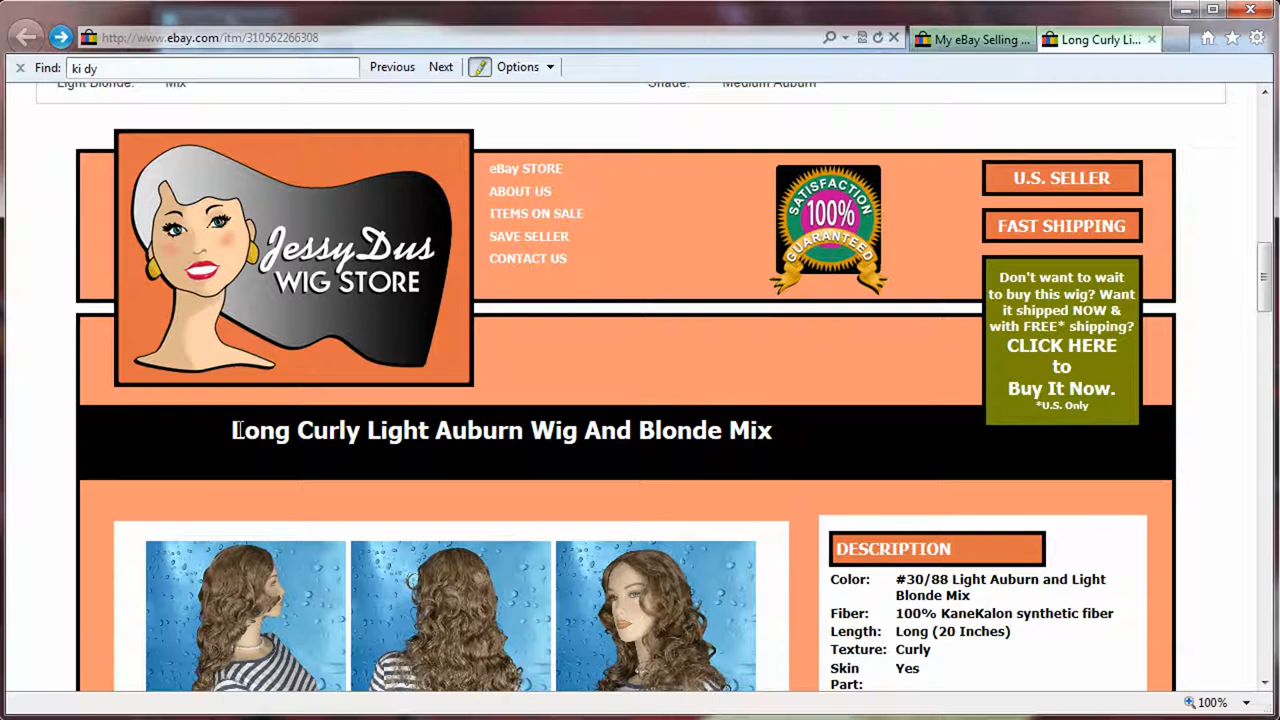 http://www.ebay.com/itm/310562266308
My eBay Selling ...
Long Curly Li...
Find: ki dy
Previous Next Options
Light Blonde: Mix
Shade: Medium Auburn
eBay STORE
ABOUT US
ITEMS ON SALE
SAVE SELLER
CONTACT US
JessyDus
WIG STORE
SATISFACTION
100%
GUARANTEED
U.S. SELLER
FAST SHIPPING
Don't want to wait
to buy this wig? Want
it shipped NOW &
with FREE* shipping?
CLICK HERE
to
Buy It Now.
*U.S. Only
Long Curly Light Auburn Wig And Blonde Mix
DESCRIPTION
Color: #30/88 Light Auburn and Light
Blonde Mix
Fiber: 100% KaneKalon synthetic fiber
Length: Long (20 Inches)
Texture: Curly
Skin Yes
Part:
100%